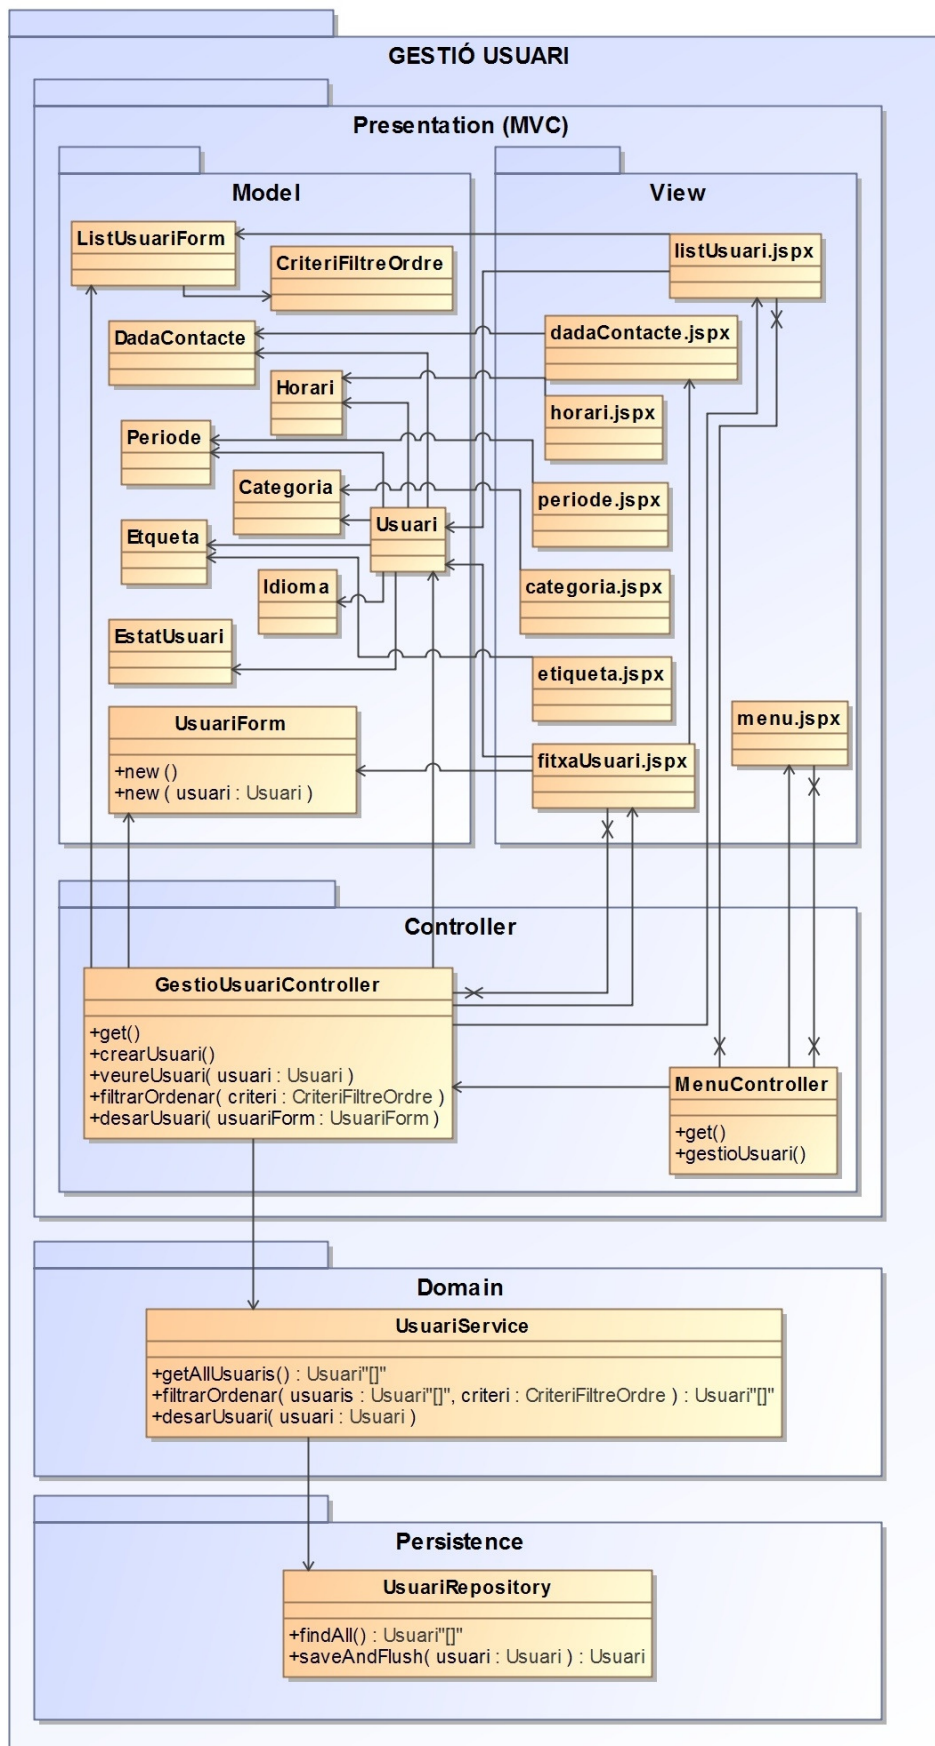 GESTIÓ USUARI
Presentation (MVC)
Model
ListUsuariForm
CriteriFiltreOrdre
DadaContacte
Horari
Periode
Categoria
Usuari
Etqueta
Idioma
EstatUsuari
UsuariForm
+new ()
+new ( usuari : Usuari )
View
listUsuari.jspx
dadaContacte.jspx
horari.jspx
periode.jspx
categoria.jspx
etiqueta.jspx
menu.jspx
fitxaUsuari.jspx
Controller
GestioUsuariController
+get()
+crearUsuari()
+veureUsuari( usuari : Usuari )
+filtrarOrdenar( criteri : CriteriFiltreOrdre )
+desarUsuari( usuariForm : UsuariForm )
MenuController
+get()
+gestioUsuari()
Domain
UsuariService
+getAllUsuaris() : Usuari"[]"
+filtrarOrdenar( usuaris : Usuari"[]", criteri : CriteriFiltreOrdre ) : Usuari"[]"
+desarUsuari( usuari : Usuari )
Persistence
UsuariRepository
+findAll() : Usuari"[]"
+saveAndFlush( usuari : Usuari ) : Usuari